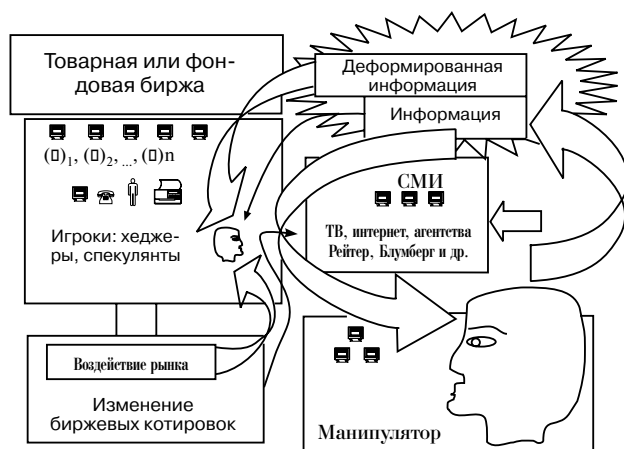 Товарная или фон-
довая биржа
Деформированная
информация
Информация
(▯)₁, (▯)₂, ..., (▯)n
Игроки: хедже-
ры, спекулянты
СМИ
ТВ, интернет, агентства
Рейтер, Блумберг и др.
Воздействие рынка
Изменение
биржевых котировок
Манипулятор